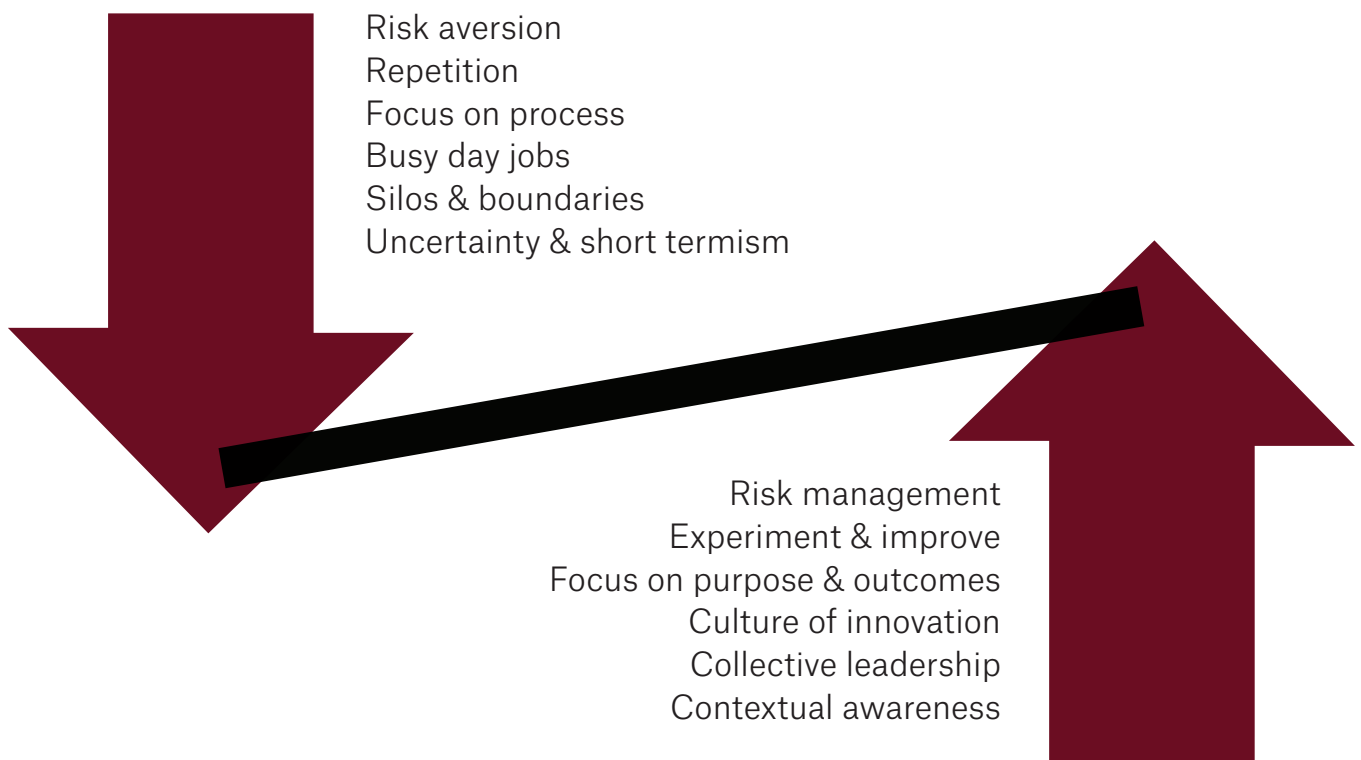 Risk aversion
Repetition
Focus on process
Busy day jobs
Silos & boundaries
Uncertainty & short termism
Risk management
Experiment & improve
Focus on purpose & outcomes
Culture of innovation
Collective leadership
Contextual awareness